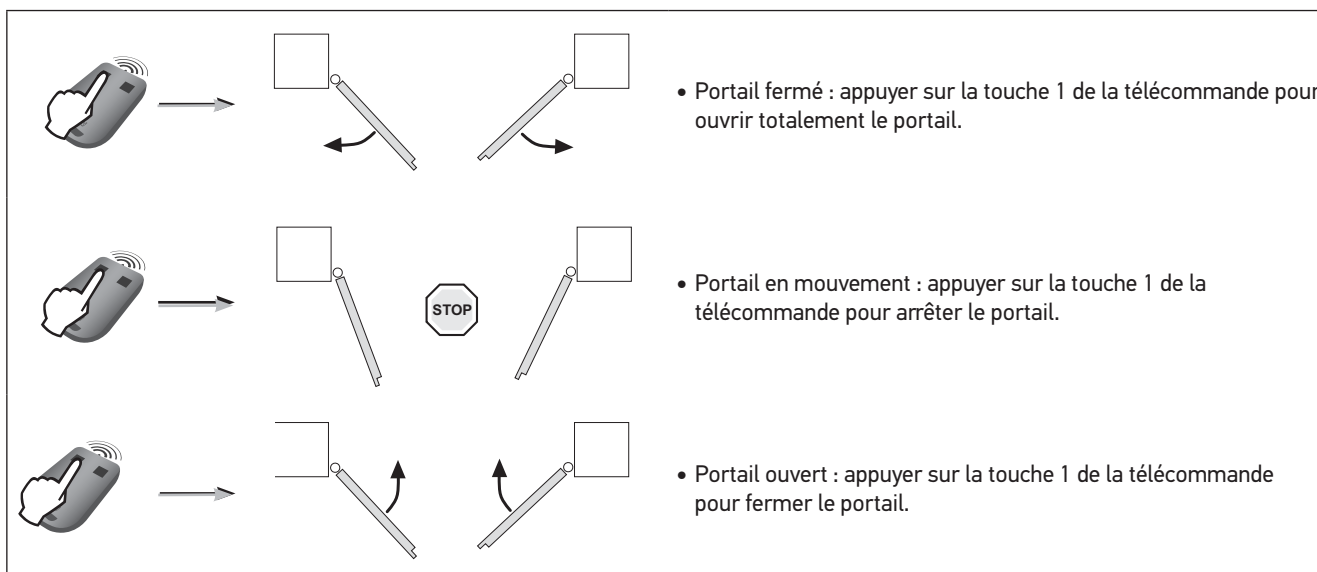 • Portail fermé : appuyer sur la touche 1 de la télécommande pour
ouvrir totalement le portail.
STOP
• Portail en mouvement : appuyer sur la touche 1 de la
télécommande pour arrêter le portail.
• Portail ouvert : appuyer sur la touche 1 de la télécommande
pour fermer le portail.